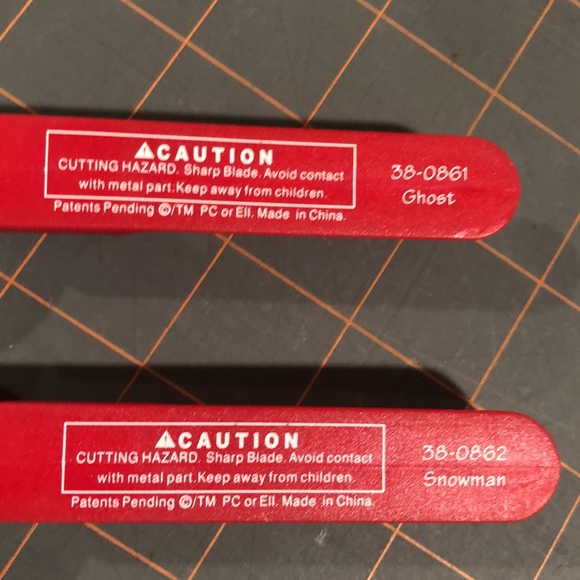 ⚠CAUTION
CUTTING HAZARD. Sharp Blade. Avoid contact
with metal part.Keep away from children.
Patents Pending ©/TM PC or Ell. Made in China.
38-0861
Ghost
⚠CAUTION
CUTTING HAZARD. Sharp Blade. Avoid contact
with metal part.Keep away from children.
Patents Pending ©/TM PC or Ell. Made in China.
38-0862
Snowman